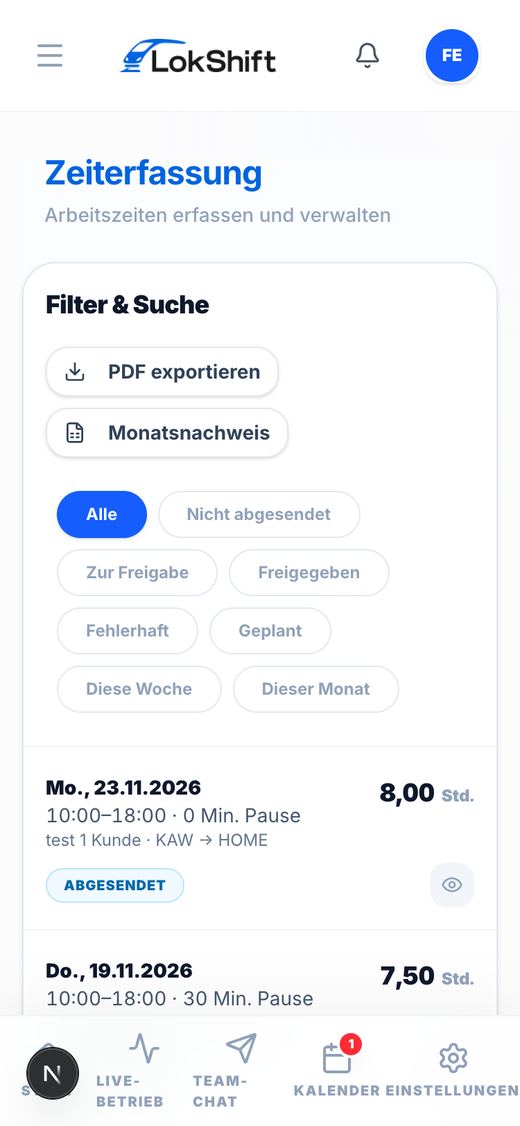 LokShift
FE
Zeiterfassung
Arbeitszeiten erfassen und verwalten
Filter & Suche
PDF exportieren
Monatsnachweis
Alle
Nicht abgesendet
Zur Freigabe
Freigegeben
Fehlerhaft
Geplant
Diese Woche
Dieser Monat
Mo., 23.11.2026
8,00 Std.
10:00–18:00 · 0 Min. Pause
test 1 Kunde · KAW → HOME
ABGESENDET
Do., 19.11.2026
7,50 Std.
10:00–18:00 · 30 Min. Pause
1
N
LIVE-
BETRIEB
TEAM-
CHAT
KALENDER
EINSTELLUNGEN